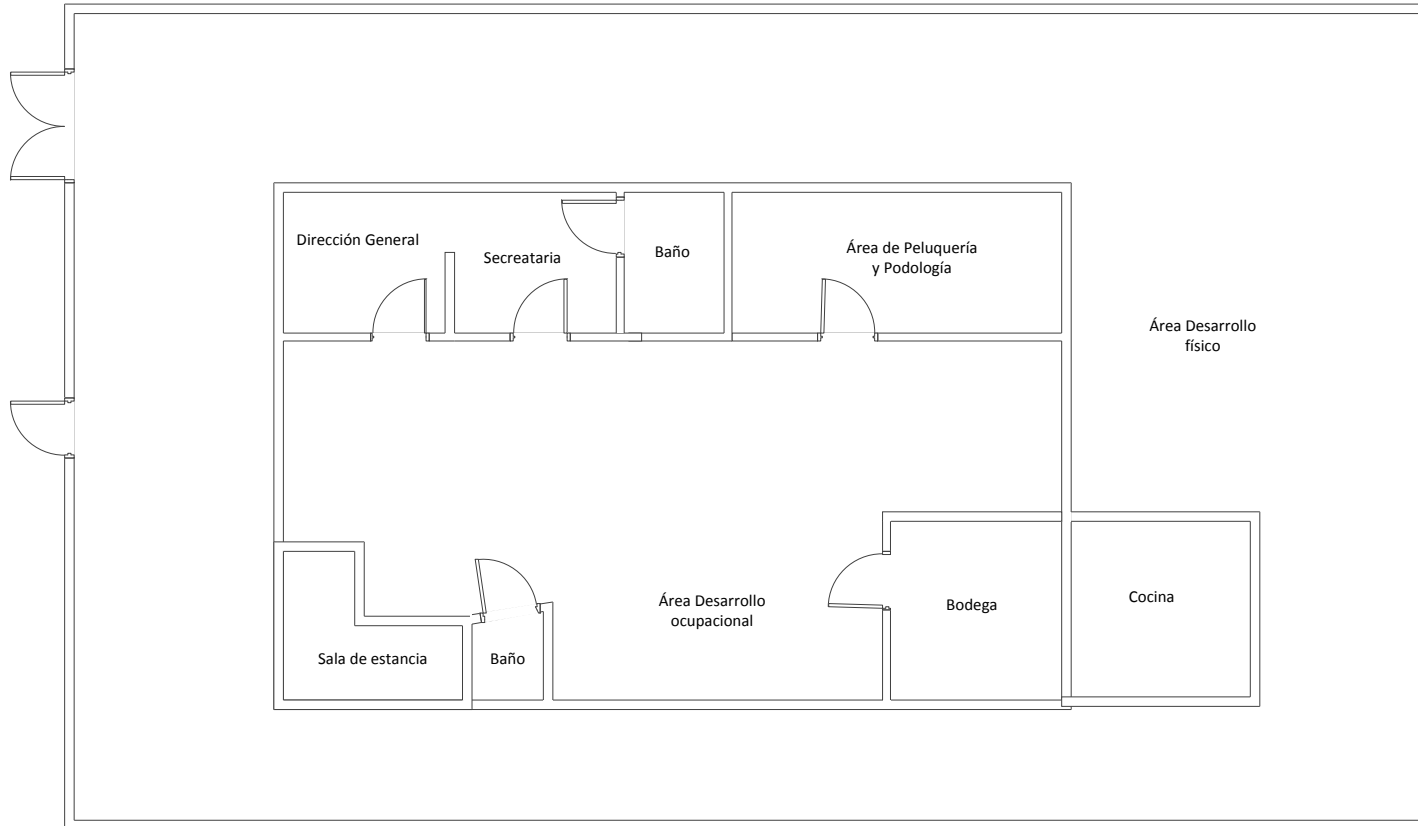 Dirección General
Secreataria
Baño
Área de Peluquería
y Podología
Área Desarrollo
físico
Área Desarrollo
ocupacional
Bodega
Cocina
Sala de estancia
Baño